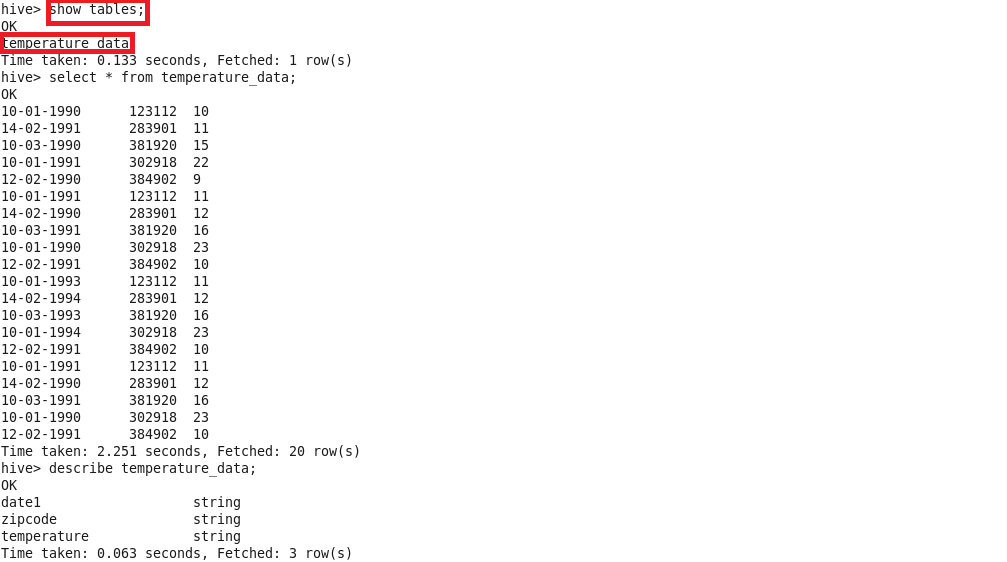 hive> show tables;
OK
temperature_data
Time taken: 0.133 seconds, Fetched: 1 row(s)
hive> select * from temperature_data;
OK
10-01-1990 123112 10
14-02-1991 283901 11
10-03-1990 381920 15
10-01-1991 302918 22
12-02-1990 384902 9
10-01-1991 123112 11
14-02-1990 283901 12
10-03-1991 381920 16
10-01-1990 302918 23
12-02-1991 384902 10
10-01-1993 123112 11
14-02-1994 283901 12
10-03-1993 381920 16
10-01-1994 302918 23
12-02-1991 384902 10
10-01-1991 123112 11
14-02-1990 283901 12
10-03-1991 381920 16
10-01-1990 302918 23
12-02-1991 384902 10
Time taken: 2.251 seconds, Fetched: 20 row(s)
hive> describe temperature_data;
OK
date1 string
zipcode string
temperature string
Time taken: 0.063 seconds, Fetched: 3 row(s)